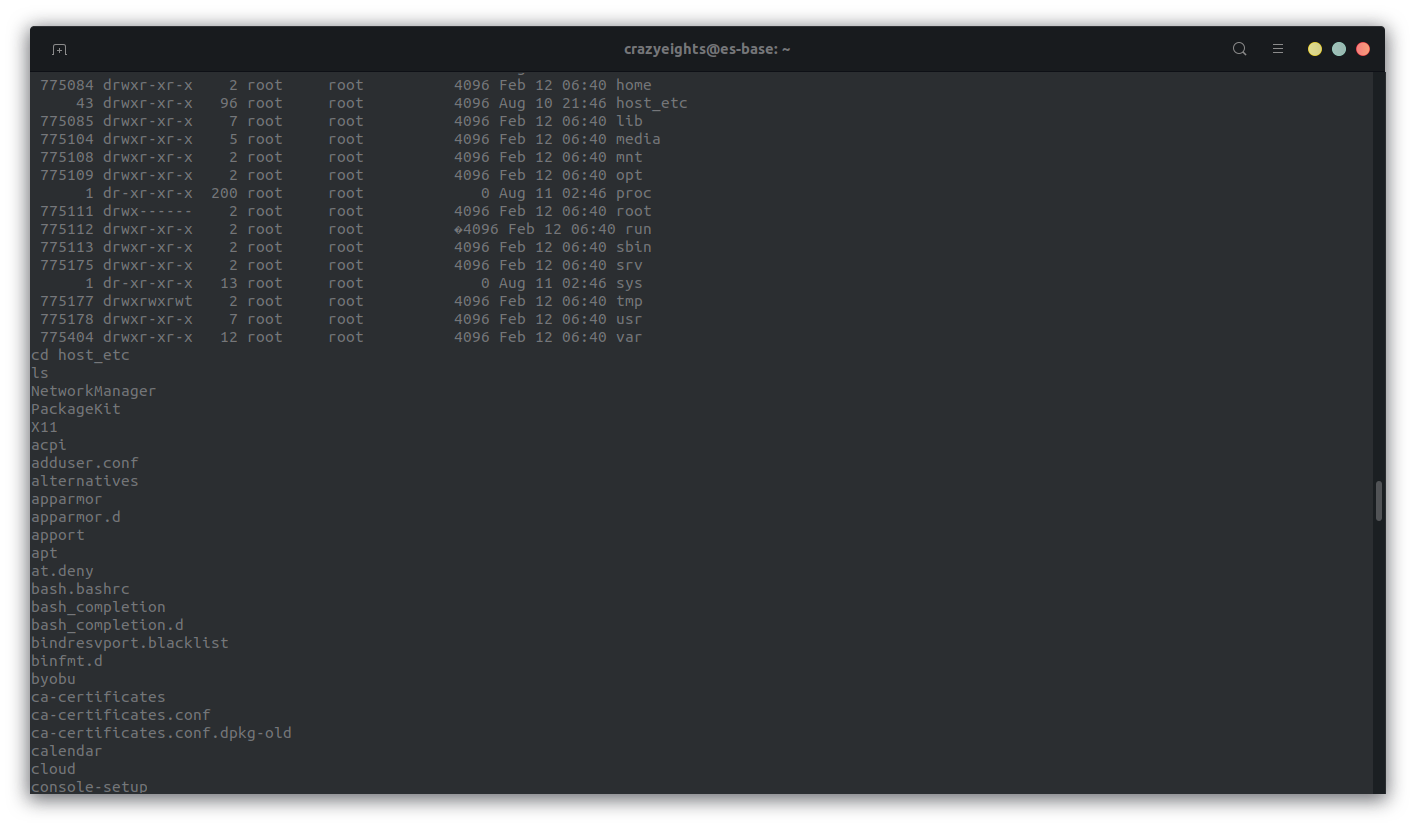 crazyeights@es-base: ~
775084 drwxr-xr-x    2 root     root          4096 Feb 12 06:40 home
    43 drwxr-xr-x   96 root     root          4096 Aug 10 21:46 host_etc
775085 drwxr-xr-x    7 root     root          4096 Feb 12 06:40 lib
775104 drwxr-xr-x    5 root     root          4096 Feb 12 06:40 media
775108 drwxr-xr-x    2 root     root          4096 Feb 12 06:40 mnt
775109 drwxr-xr-x    2 root     root          4096 Feb 12 06:40 opt
     1 dr-xr-xr-x  200 root     root             0 Aug 11 02:46 proc
775111 drwx------    2 root     root          4096 Feb 12 06:40 root
775112 drwxr-xr-x    2 root     root          �4096 Feb 12 06:40 run
775113 drwxr-xr-x    2 root     root          4096 Feb 12 06:40 sbin
775175 drwxr-xr-x    2 root     root          4096 Feb 12 06:40 srv
     1 dr-xr-xr-x   13 root     root             0 Aug 11 02:46 sys
775177 drwxrwxrwt    2 root     root          4096 Feb 12 06:40 tmp
775178 drwxr-xr-x    7 root     root          4096 Feb 12 06:40 usr
775404 drwxr-xr-x   12 root     root          4096 Feb 12 06:40 var
cd host_etc
ls
NetworkManager
PackageKit
X11
acpi
adduser.conf
alternatives
apparmor
apparmor.d
apport
apt
at.deny
bash.bashrc
bash_completion
bash_completion.d
bindresvport.blacklist
binfmt.d
byobu
ca-certificates
ca-certificates.conf
ca-certificates.conf.dpkg-old
calendar
cloud
console-setup